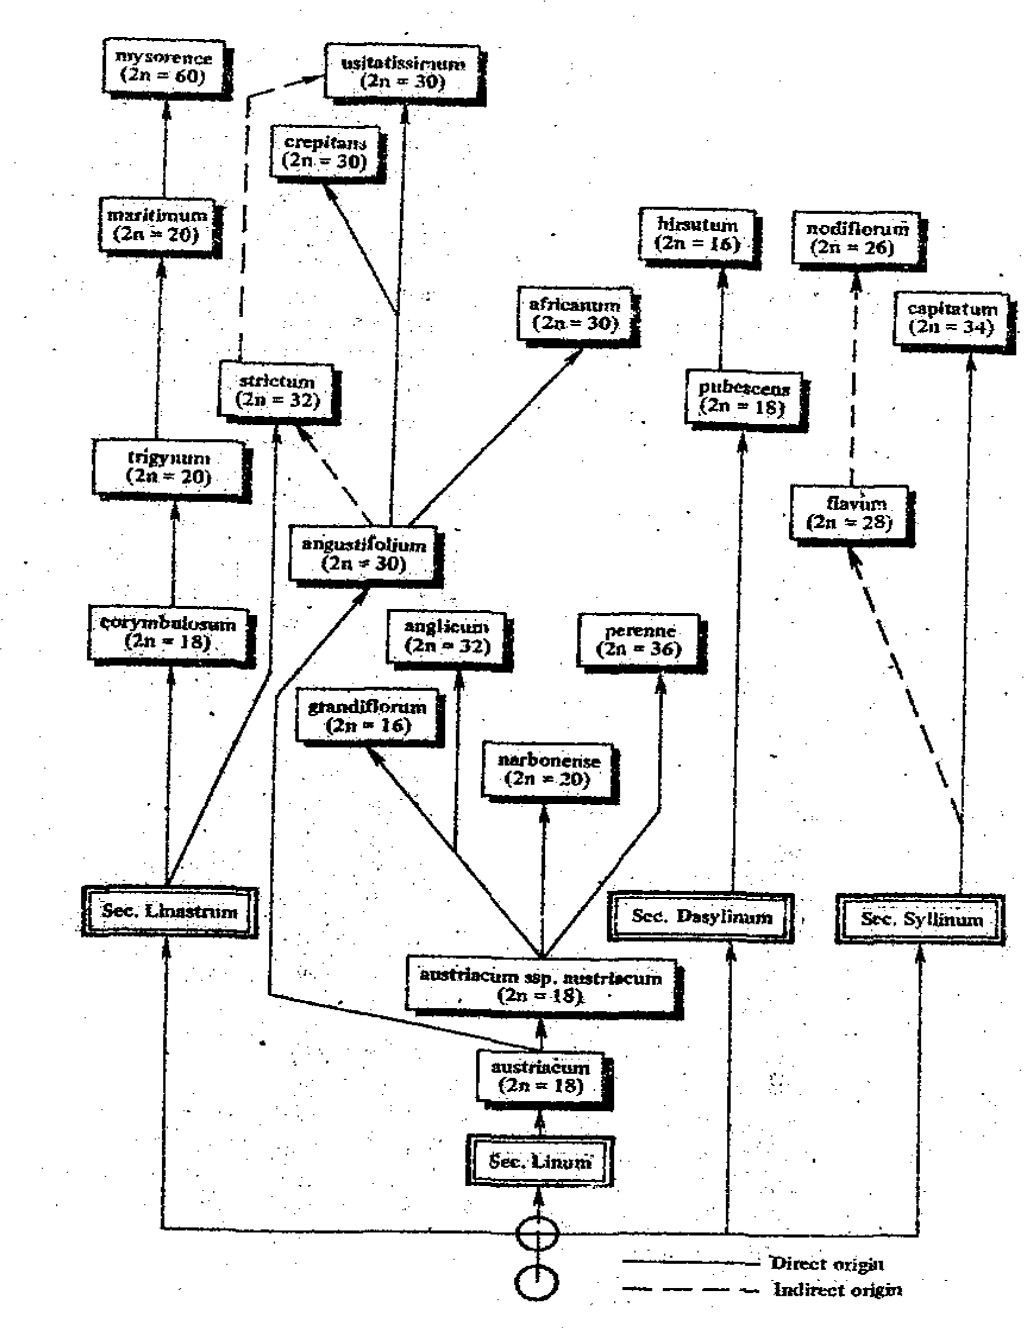 mysorence
(2n = 60)
usitatissimum
(2n = 30)
crepitans
(2n = 30)
maritimum
(2n = 20)
hirsutum
(2n = 16)
nodiflorum
(2n = 26)
africanum
(2n = 30)
capitatum
(2n = 34)
strictum
(2n = 32)
pubescens
(2n = 18)
trigynum
(2n = 20)
flavum
(2n = 28)
angustifolium
(2n = 30)
corymbulosum
(2n = 18)
anglicum
(2n = 32)
perenne
(2n = 36)
grandiflorum
(2n = 16)
narbonense
(2n = 20)
Sec. Linastrum
Sec. Dasylinum
Sec. Syllinum
austriacum ssp. austriacum
(2n = 18)
austriacum
(2n = 18)
Sec. Linum
Direct origin
Indirect origin